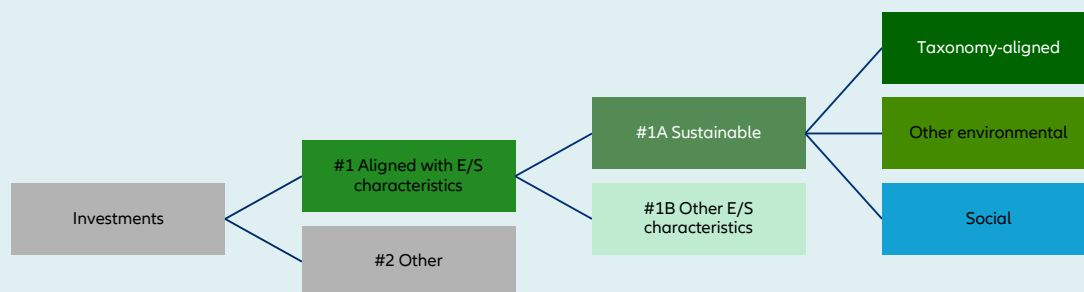 Investments
#1 Aligned with E/S
characteristics
#2 Other
#1A Sustainable
#1B Other E/S
characteristics
Taxonomy-aligned
Other environmental
Social